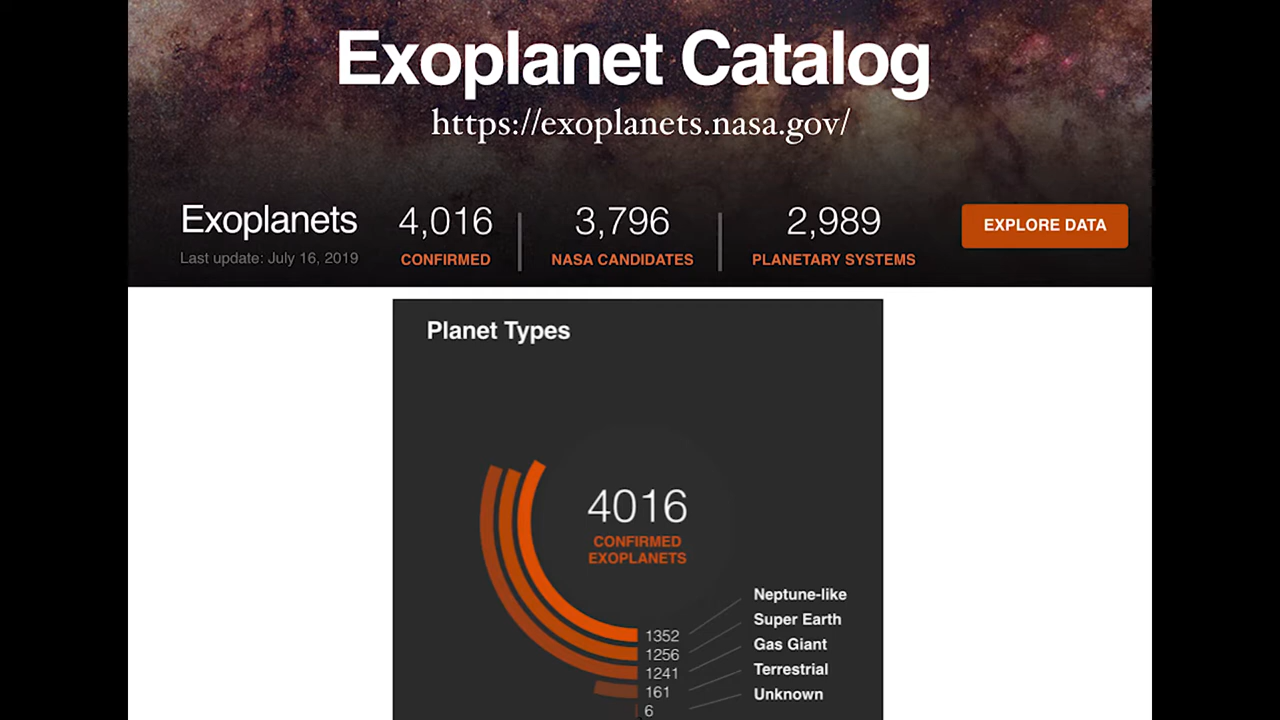 Exoplanet Catalog
https://exoplanets.nasa.gov/
Exoplanets
Last update: July 16, 2019
4,016
CONFIRMED
3,796
NASA CANDIDATES
2,989
PLANETARY SYSTEMS
EXPLORE DATA
Planet Types
4016
CONFIRMED
EXOPLANETS
1352 Neptune-like
1256 Super Earth
1241 Gas Giant
161 Terrestrial
6 Unknown